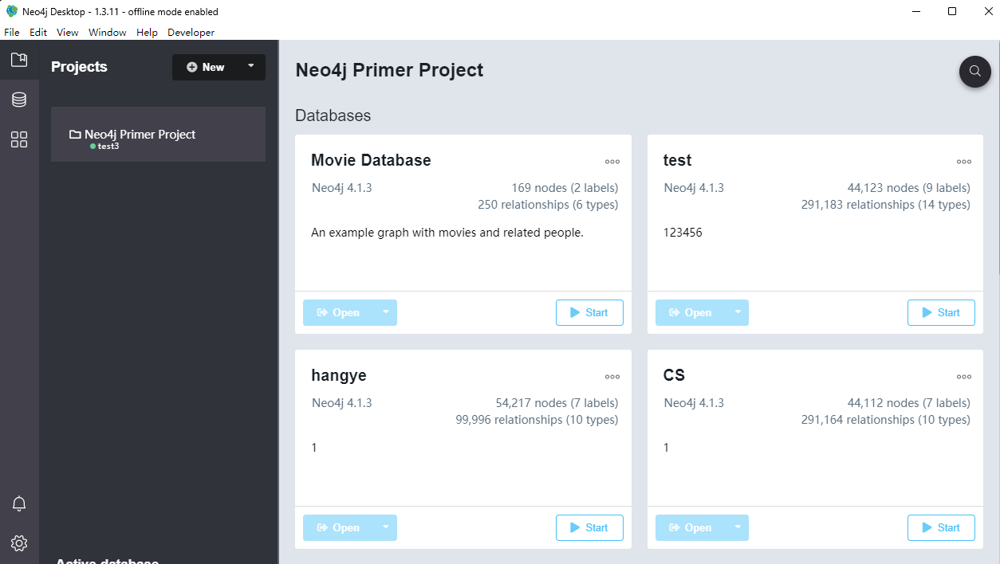 Neo4j Desktop - 1.3.11 - offline mode enabled
File Edit View Window Help Developer
Projects
New
Neo4j Primer Project
test3
Active database
Neo4j Primer Project
Databases
Movie Database
Neo4j 4.1.3
169 nodes (2 labels)
250 relationships (6 types)
An example graph with movies and related people.
Open
Start
test
Neo4j 4.1.3
44,123 nodes (9 labels)
291,183 relationships (14 types)
123456
Open
Start
hangye
Neo4j 4.1.3
54,217 nodes (7 labels)
99,996 relationships (10 types)
1
Open
Start
CS
Neo4j 4.1.3
44,112 nodes (7 labels)
291,164 relationships (10 types)
1
Open
Start